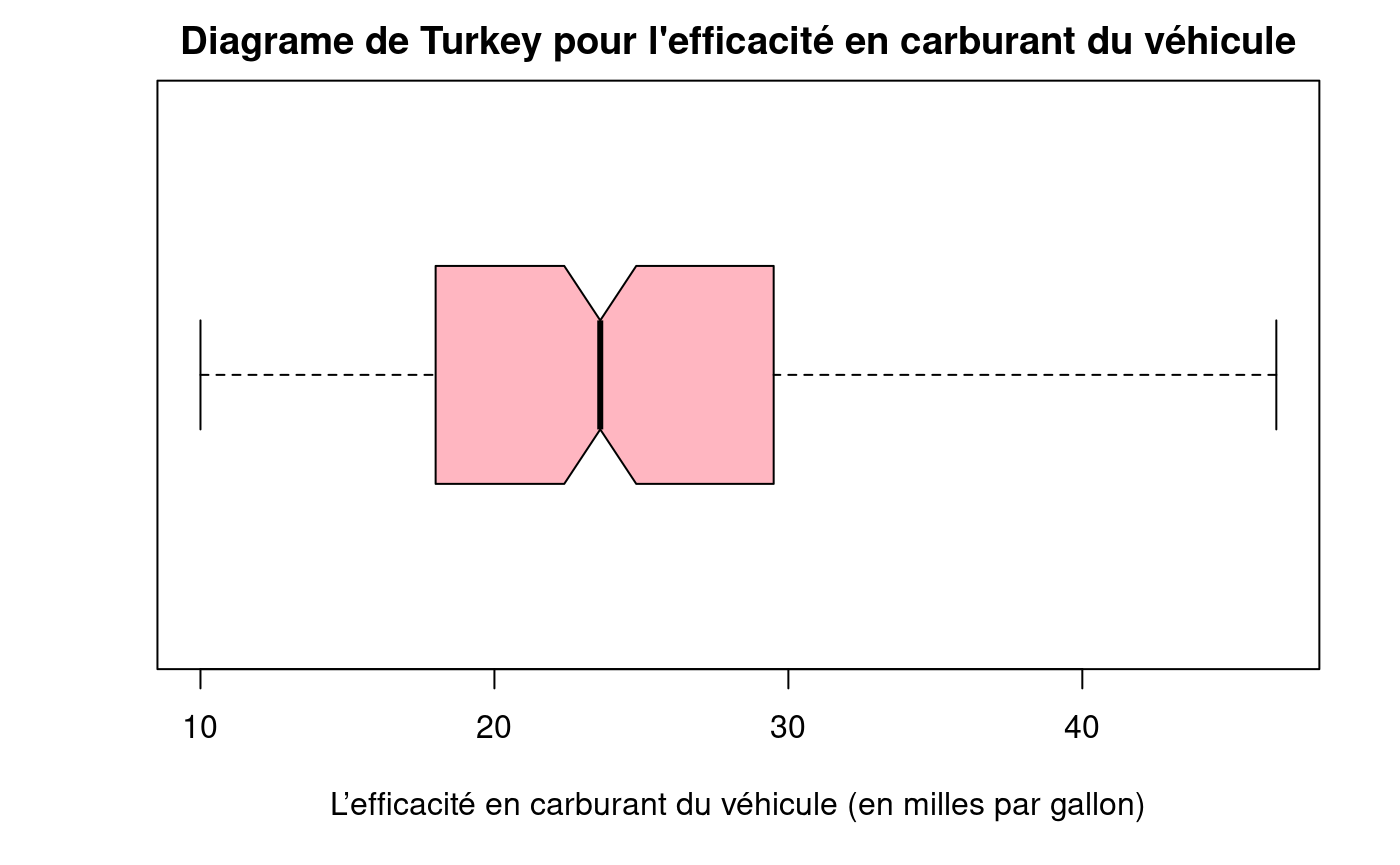 Diagrame de Turkey pour l'efficacité en carburant du véhicule
10 20 30 40
L’efficacité en carburant du véhicule (en milles par gallon)